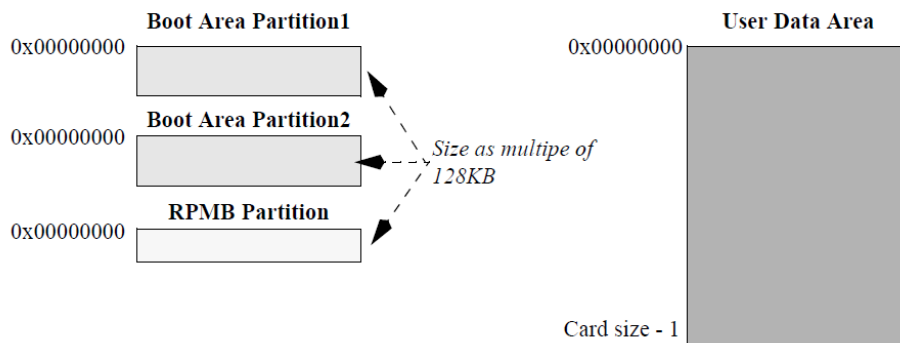 Boot Area Partition1
0x00000000
Boot Area Partition2
0x00000000
RPMB Partition
0x00000000
Size as multipe of
128KB
User Data Area
0x00000000
Card size - 1